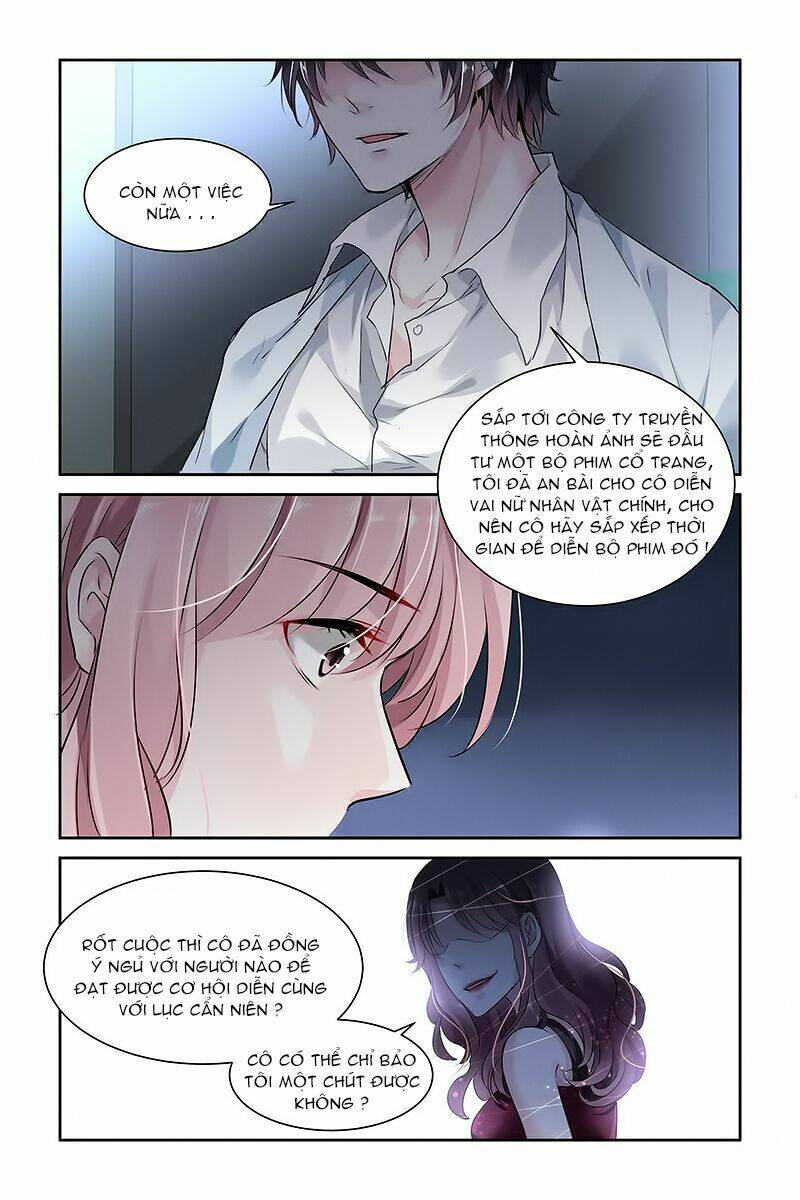 CÒN MỘT VIỆC
NỮA . . .
SẮP TỚI CÔNG TY TRUYỀN
THÔNG HOÀN ẢNH SẼ ĐẦU
TƯ MỘT BỘ PHIM CỔ TRANG,
TÔI ĐÃ AN BÀI CHO CÔ DIỄN
VAI NỮ NHÂN VẬT CHÍNH, CHO
NÊN CÔ HÃY SẮP XẾP THỜI
GIAN ĐỂ DIỄN BỘ PHIM ĐÓ !
RỐT CUỘC THÌ CÔ ĐÃ ĐỒNG
Ý NGỦ VỚI NGƯỜI NÀO ĐỂ
ĐẠT ĐƯỢC CƠ HỘI DIỄN CÙNG
VỚI LỤC CẨN NIÊN ?
CÔ CÓ THỂ CHỈ BẢO
TÔI MỘT CHÚT ĐƯỢC
KHÔNG ?